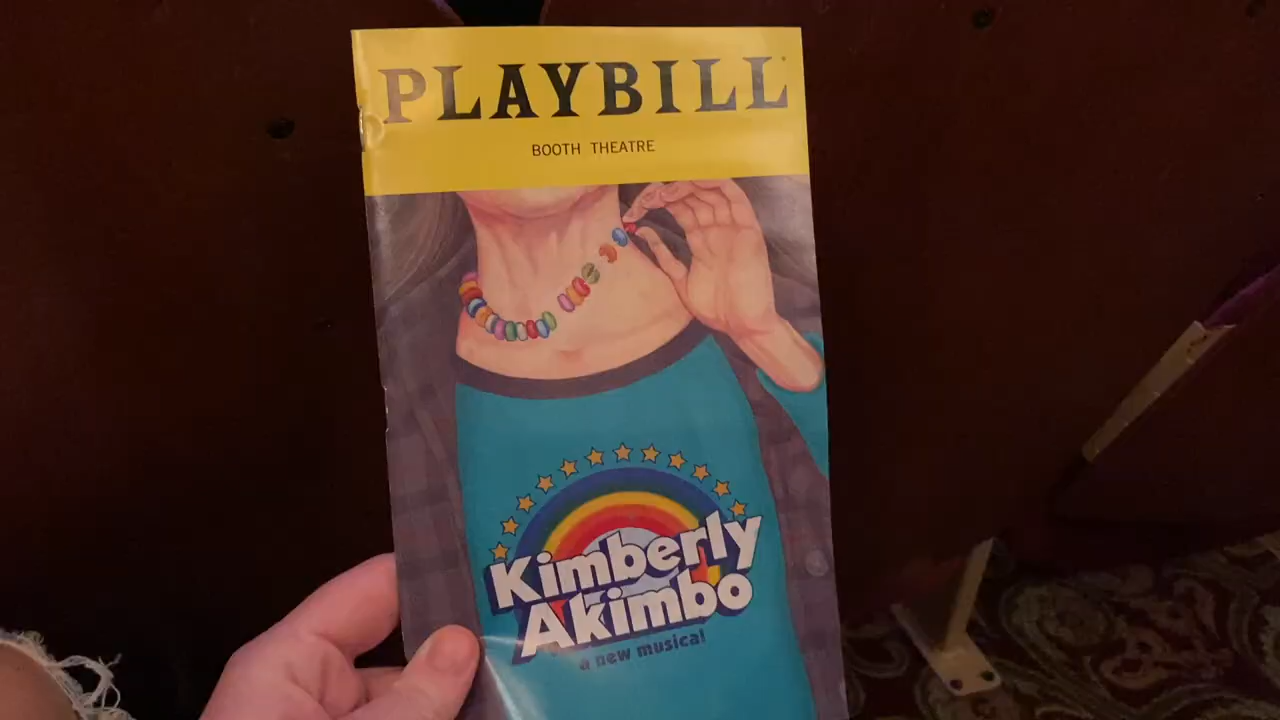 PLAYBILL
BOOTH THEATRE
Kimberly
Akimbo
a new musical